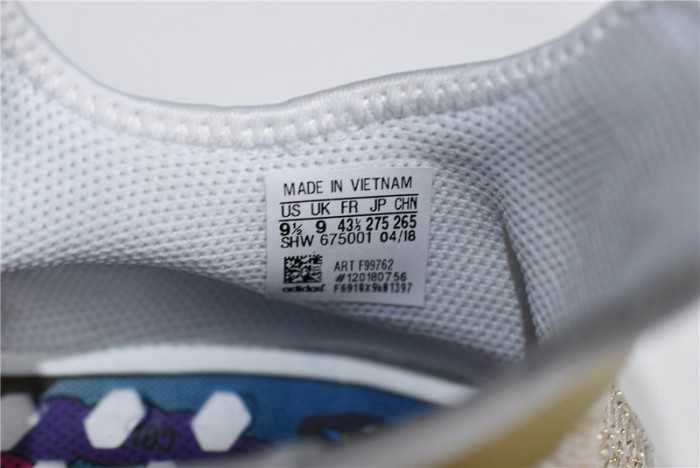 MADE IN VIETNAM
US UK FR JP CHN
9½ 9 43⅓ 275 265
SHW 675001 04/18
ART F99762
#120180756
adidas